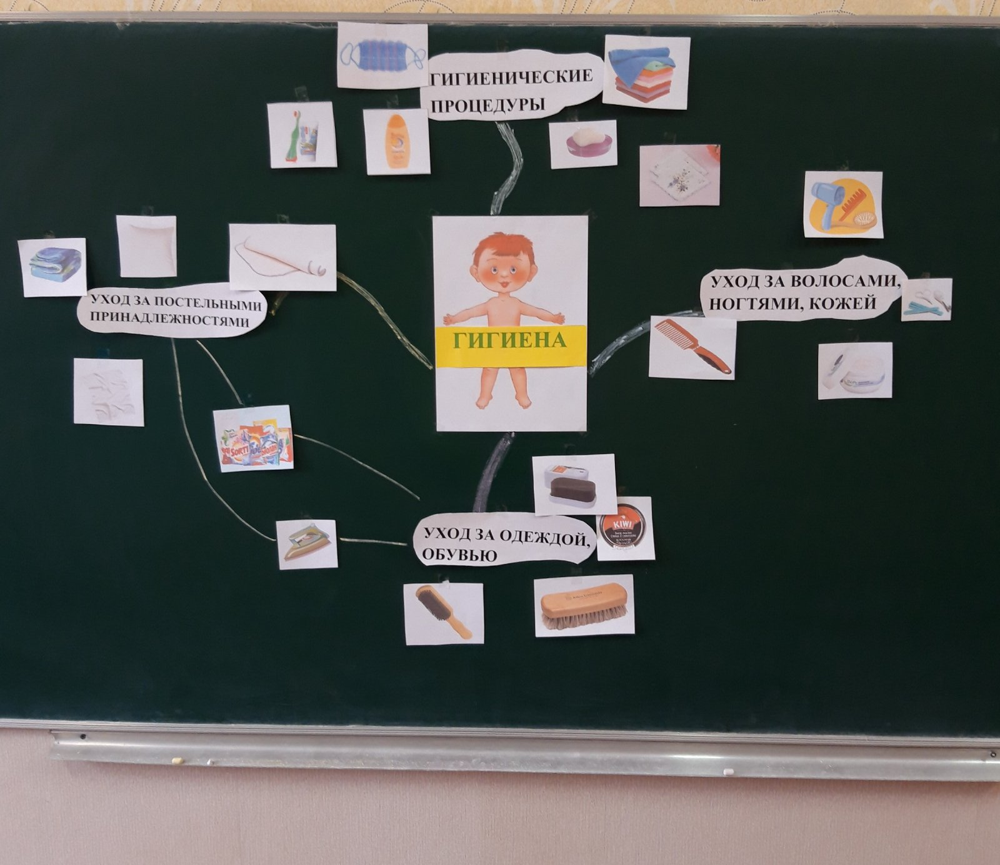 ГИГИЕНИЧЕСКИЕ
ПРОЦЕДУРЫ
УХОД ЗА ВОЛОСАМИ,
НОГТЯМИ, КОЖЕЙ
УХОД ЗА ПОСТЕЛЬНЫМИ
ПРИНАДЛЕЖНОСТЯМИ
ГИГИЕНА
SORTI
УХОД ЗА ОДЕЖДОЙ,
ОБУВЬЮ
KIWI